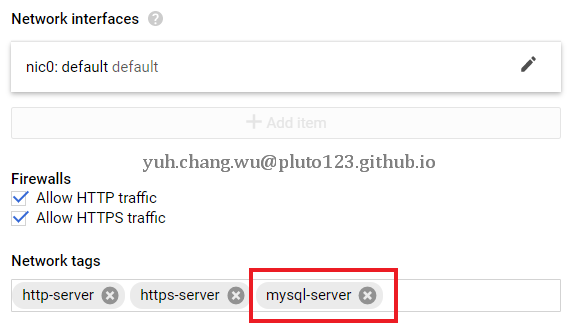 Network interfaces ?
nic0: default default
+ Add item
yuh.chang.wu@pluto123.github.io
Firewalls
Allow HTTP traffic
Allow HTTPS traffic
Network tags
http-server https-server mysql-server